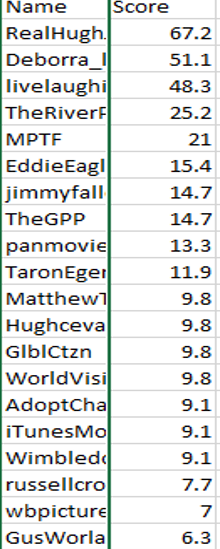 Name Score
RealHugh. 67.2
Deborra_l 51.1
livelaughi 48.3
TheRiverF 25.2
MPTF 21
EddieEagl 15.4
jimmyfall 14.7
TheGPP 14.7
panmovie 13.3
TaronEger 11.9
MatthewT 9.8
Hughceva 9.8
GlblCtzn 9.8
WorldVisi 9.8
AdoptCha 9.1
iTunesMo 9.1
Wimbledo 9.1
russellcro 7.7
wbpicture 7
GusWorla 6.3